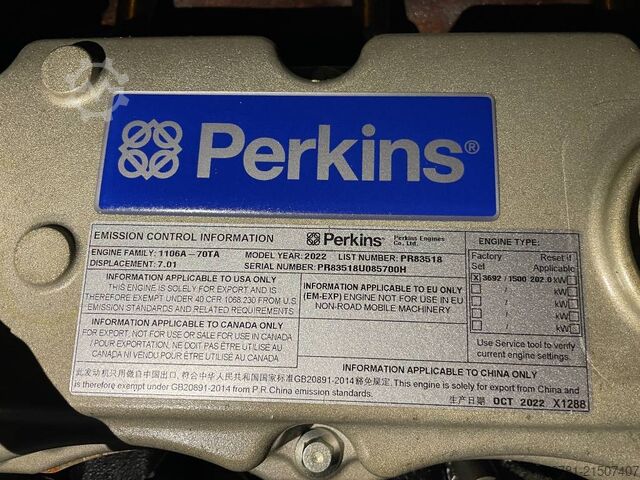 Perkins®
EMISSION CONTROL INFORMATION
Perkins Perkins Engines Co., Ltd.
ENGINE FAMILY: 1106A-70TA MODEL YEAR: 2022 LIST NUMBER: PR83518
DISPLACEMENT: 7.01 SERIAL NUMBER: PR83518U085700H
INFORMATION APPLICABLE TO USA ONLY
THIS ENGINE IS SOLELY FOR EXPORT AND IS
THEREFORE EXEMPT UNDER 40 CFR 1068.230 FROM U.S.
EMISSION STANDARDS AND RELATED REQUIREMENTS
INFORMATION APPLICABLE TO CANADA ONLY
FOR EXPORT, NOT FOR USE OR SALE FOR USE IN CANADA
/ POUR EXPORTATION, NE DOIT PAS ÊTRE UTILISÉ AU
CANADA NI VENDU POUR ÊTRE UTILISÉ AU CANADA
INFORMATION APPLICABLE TO EU ONLY
(EM-EXP) ENGINE NOT FOR USE IN EU
NON-ROAD MOBILE MACHINERY
ENGINE TYPE:
Factory Set Reset if Applicable
X 3692 / 1500 202.0 kW
/ kW
/ kW
/ kW
Use Service tool to verify
current engine settings.
INFORMATION APPLICABLE TO CHINA ONLY
此发动机只用做自中国出口，符合中华人民共和国国家标准GB20891-2014豁免规定. This engine is solely for export from China and
is therefore exempt under GB20891-2014 from P.R.China emission standards.
生产日期 OCT 2022 X1288
-21507407